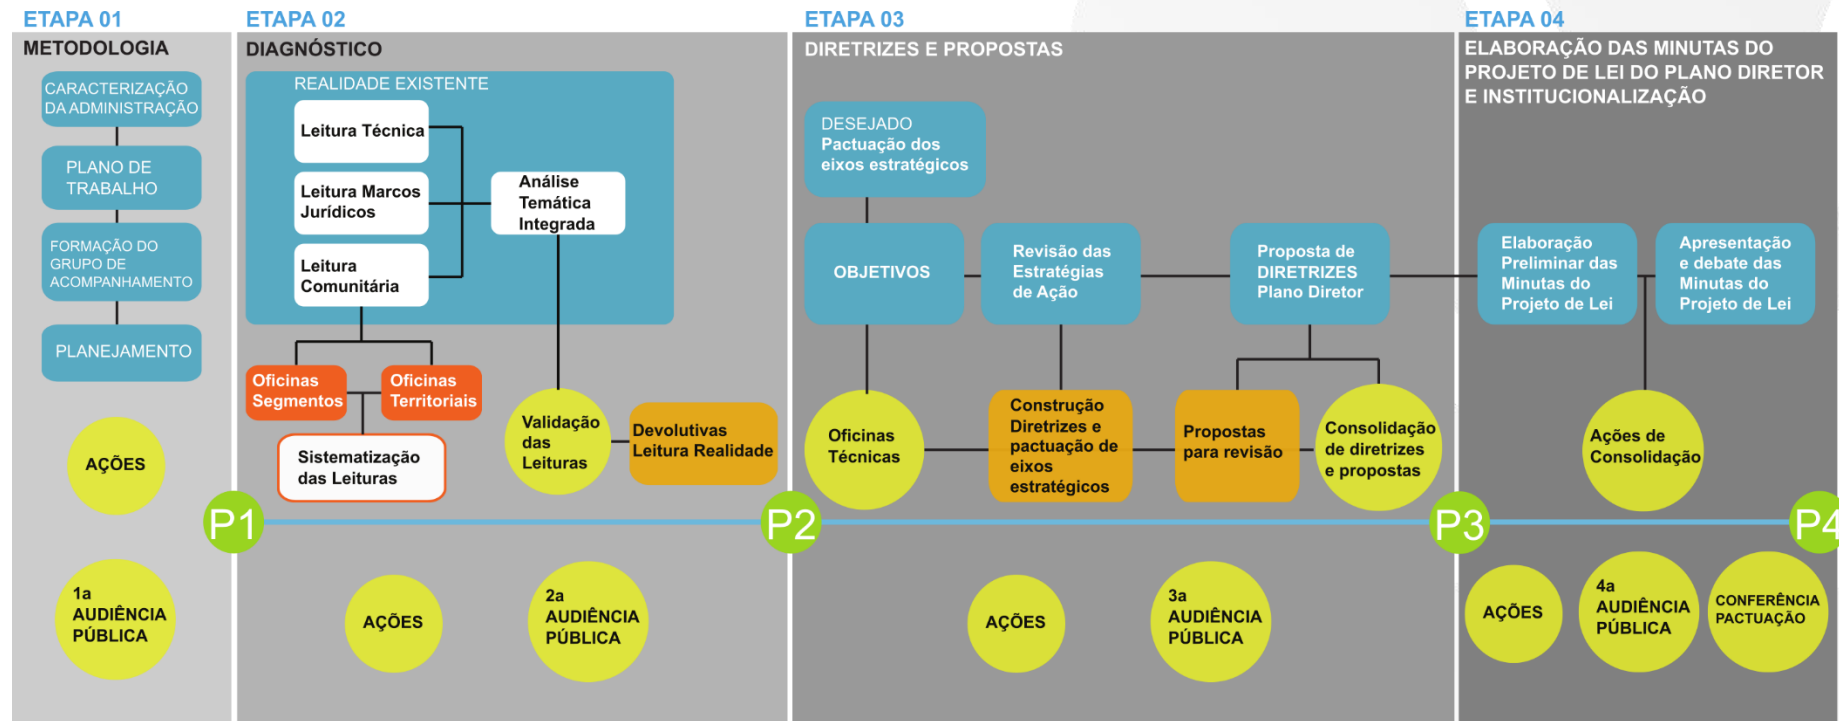 ETAPA 01
METODOLOGIA
CARACTERIZAÇÃO
DA ADMINISTRAÇÃO
PLANO DE
TRABALHO
FORMAÇÃO DO
GRUPO DE
ACOMPANHAMENTO
PLANEJAMENTO
AÇÕES
1a
AUDIÊNCIA
PÚBLICA
P1
ETAPA 02
DIAGNÓSTICO
REALIDADE EXISTENTE
Leitura Técnica
Leitura Marcos
Jurídicos
Leitura
Comunitária
Análise
Temática
Integrada
Oficinas
Segmentos
Oficinas
Territoriais
Sistematização
das Leituras
Validação
das
Leituras
Devolutivas
Leitura Realidade
AÇÕES
2a
AUDIÊNCIA
PÚBLICA
P2
ETAPA 03
DIRETRIZES E PROPOSTAS
DESEJADO
Pactuação dos
eixos estratégicos
OBJETIVOS
Revisão das
Estratégias
de Ação
Proposta de
DIRETRIZES
Plano Diretor
Oficinas
Técnicas
Construção
Diretrizes e
pactuação de
eixos
estratégicos
Propostas
para revisão
Consolidação
de diretrizes
e propostas
AÇÕES
3a
AUDIÊNCIA
PÚBLICA
P3
ETAPA 04
ELABORAÇÃO DAS MINUTAS DO
PROJETO DE LEI DO PLANO DIRETOR
E INSTITUCIONALIZAÇÃO
Elaboração
Preliminar das
Minutas do
Projeto de Lei
Apresentação
e debate das
Minutas do
Projeto de Lei
Ações de
Consolidação
P4
AÇÕES
4a
AUDIÊNCIA
PÚBLICA
CONFERÊNCIA
PACTUAÇÃO